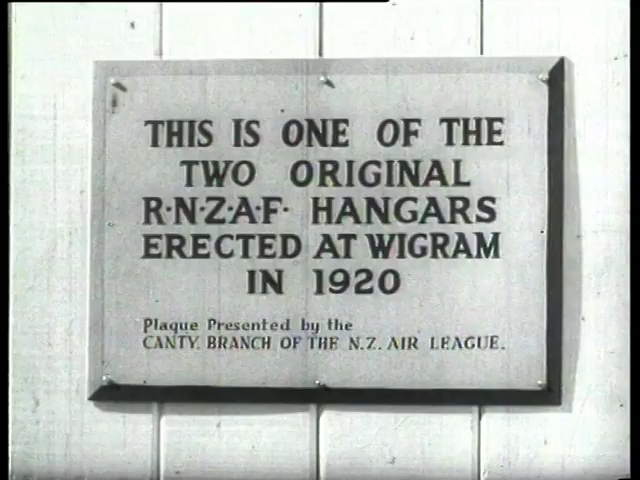 THIS IS ONE OF THE
TWO ORIGINAL
R·N·Z·A·F· HANGARS
ERECTED AT WIGRAM
IN 1920
Plaque Presented by the
CANTY. BRANCH OF THE N.Z. AIR LEAGUE.